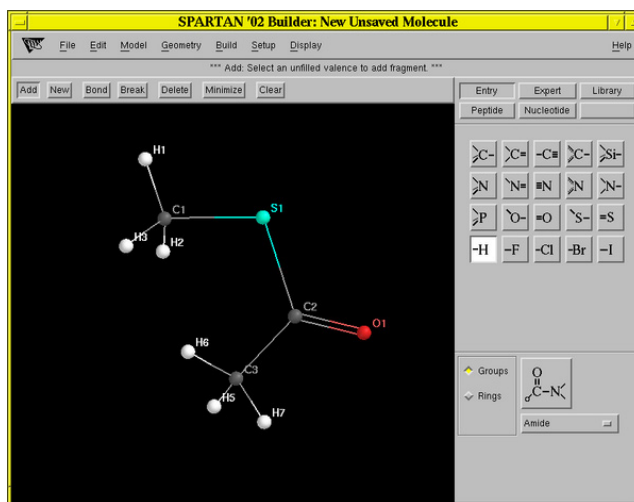 SPARTAN '02 Builder: New Unsaved Molecule
File Edit Model Geometry Build Setup Display Help
*** Add: Select an unfilled valence to add fragment. ***
Add New Bond Break Delete Minimize Clear
Entry Expert Library
Peptide Nucleotide
H1
C1
S1
H3
H2
C2
O1
H6
C3
H5
H7
C- C= -C≡ C- Si-
N N= ≡N N N-
P O- =O S- =S
-H -F -Cl -Br -I
Groups
Rings
O
C-N
Amide